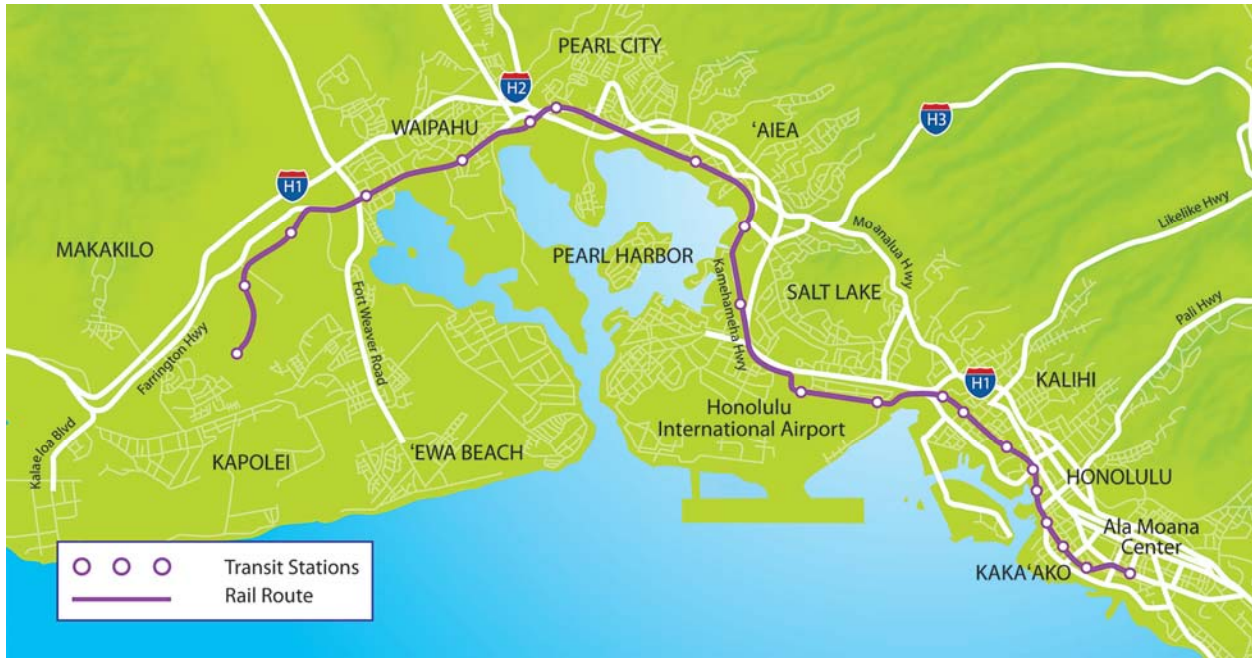 PEARL CITY
H2
WAIPAHU
‘AIEA
H3
H1
MAKAKILO
PEARL HARBOR
Moanalua Hwy
Likelike Hwy
Kamehameha Hwy
SALT LAKE
Pali Hwy
Fort Weaver Road
Farrington Hwy
H1
KALIHI
Honolulu
International Airport
Kalaeloa Blvd
KAPOLEI
‘EWA BEACH
HONOLULU
Ala Moana
Center
KAKA‘AKO
Transit Stations
Rail Route